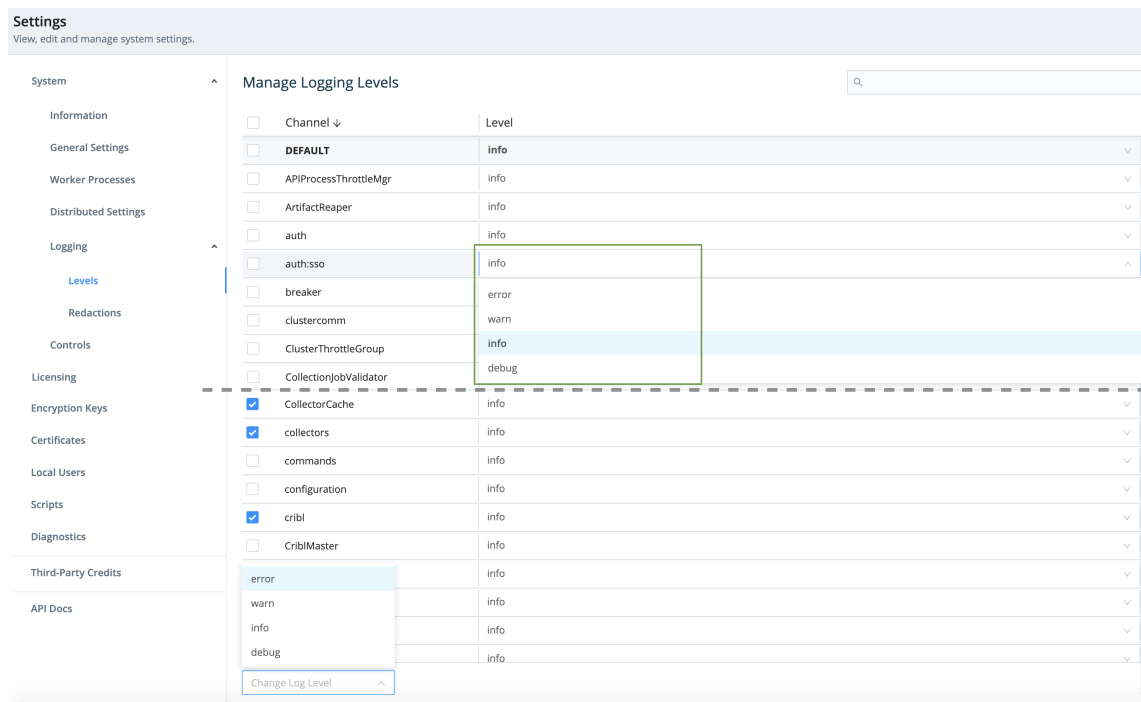 Settings
View, edit and manage system settings.
System
Information
General Settings
Worker Processes
Distributed Settings
Logging
Levels
Redactions
Controls
Licensing
Encryption Keys
Certificates
Local Users
Scripts
Diagnostics
Third-Party Credits
API Docs
Manage Logging Levels
Channel ↓ Level
DEFAULT info
APIProcessThrottleMgr info
ArtifactReaper info
auth info
auth:sso info
breaker
clustercomm
ClusterThrottleGroup
CollectionJobValidator
error
warn
info
debug
CollectorCache info
collectors info
commands info
configuration info
cribl info
CriblMaster info
info
info
info
info
error
warn
info
debug
Change Log Level